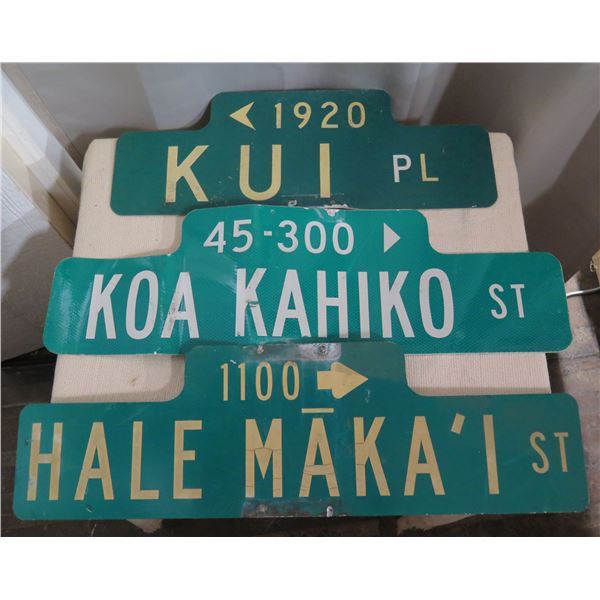 1920
KUI PL
45-300
KOA KAHIKO ST
1100
HALE MĀKA'I ST